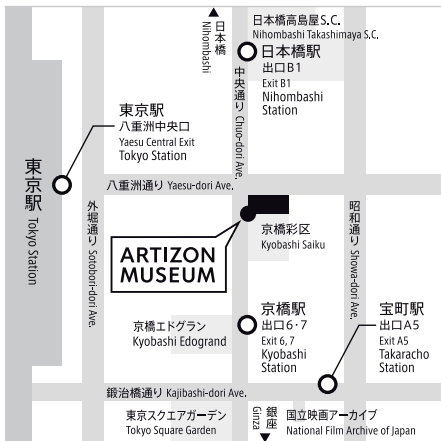 日本橋高島屋S.C.
Nihombashi Takashimaya S.C.
日本橋
Nihombashi
日本橋駅
出口B1
Exit B1
Nihombashi
Station
中央通り Chuo-dori Ave.
東京駅
八重洲中央口
Yaesu Central Exit
Tokyo Station
東京駅 Tokyo Station
八重洲通り Yaesu-dori Ave.
外堀通り Sotobori-dori Ave.
昭和通り Showa-dori Ave.
京橋彩区
Kyobashi Saiku
ARTIZON
MUSEUM
京橋エドグラン
Kyobashi Edogrand
京橋駅
出口6・7
Exit 6, 7
Kyobashi
Station
宝町駅
出口A5
Exit A5
Takaracho
Station
鍛治橋通り Kajibashi-dori Ave.
東京スクエアガーデン
Tokyo Square Garden
銀座
Ginza
国立映画アーカイブ
National Film Archive of Japan